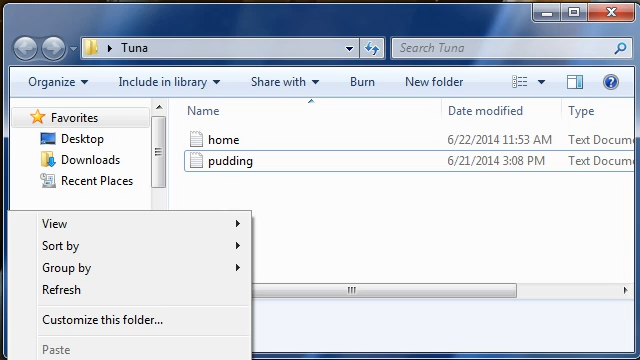 Tuna
Search Tuna
Organize Include in library Share with Burn New folder
Favorites
Desktop
Downloads
Recent Places
Name Date modified Type
home 6/22/2014 11:53 AM Text Docume
pudding 6/21/2014 3:08 PM Text Docume
View
Sort by
Group by
Refresh
Customize this folder...
Paste